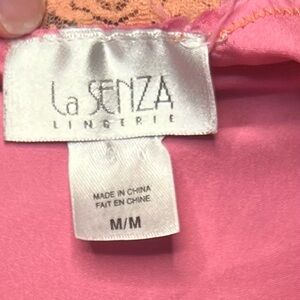 La SENZA
LINGERIE
MADE IN CHINA
FAIT EN CHINE
M/M